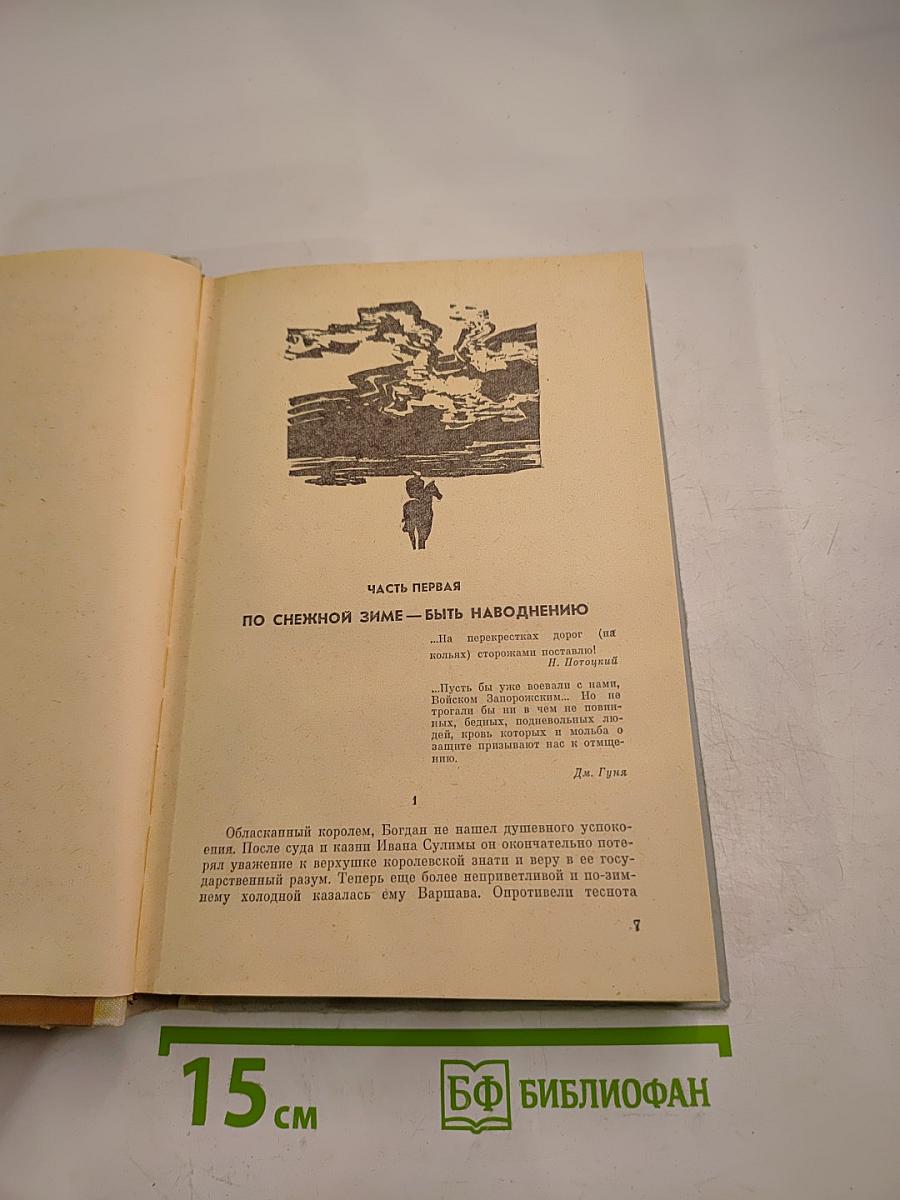 ЧАСТЬ ПЕРВАЯ
ПО СНЕЖНОЙ ЗИМЕ — БЫТЬ НАВОДНЕНИЮ
...На перекрестках дорог (на
кольях) сторожами поставлю!
Н. Потоцкий
...Пусть бы уже воевали с нами,
Войском Запорожским... Но не
трогали бы ни в чем не повин-
ных, бедных, подневольных лю-
дей, кровь которых и мольба о
защите призывают нас к отмще-
нию.
Дм. Гуня
1
Обласканный королем, Богдан не нашел душевного успоко-
ения. После суда и казни Ивана Сулимы он окончательно поте-
рял уважение к верхушке королевской знати и веру в ее госу-
дарственный разум. Теперь еще более неприветливой и по-зим-
нему холодной казалась ему Варшава. Опротивели теснота
7
15 см
БФ БИБЛИОФАН